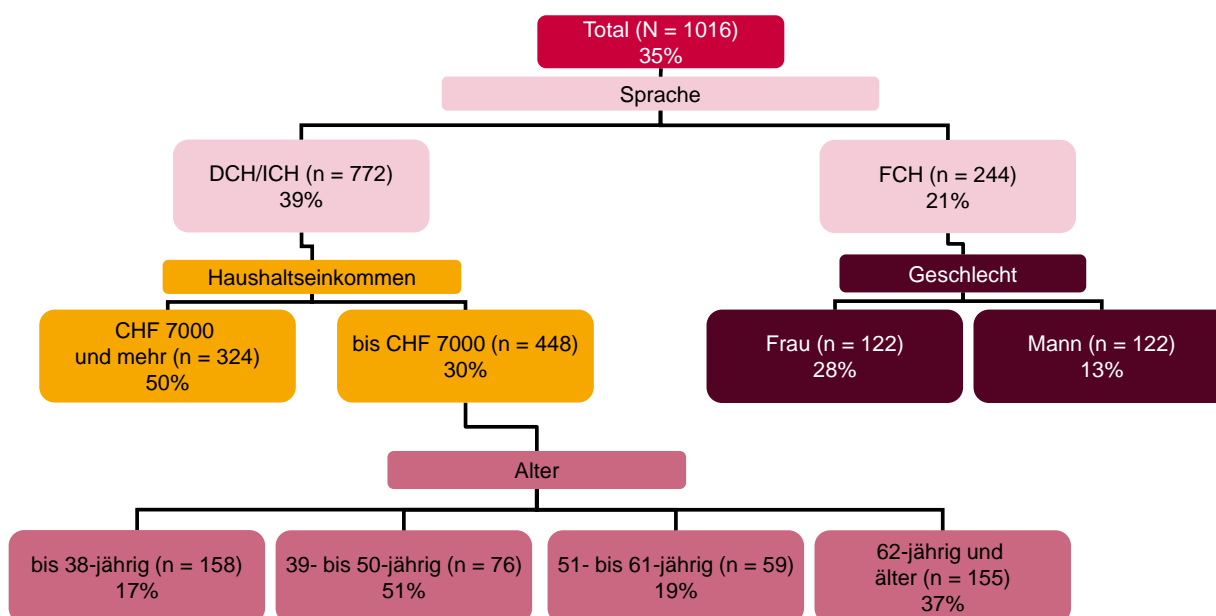 Total (N = 1016)
35%
Sprache
DCH/ICH (n = 772)
39%
FCH (n = 244)
21%
Haushaltseinkommen
Geschlecht
CHF 7000
und mehr (n = 324)
50%
bis CHF 7000 (n = 448)
30%
Frau (n = 122)
28%
Mann (n = 122)
13%
Alter
bis 38-jährig (n = 158)
17%
39- bis 50-jährig (n = 76)
51%
51- bis 61-jährig (n = 59)
19%
62-jährig und
älter (n = 155)
37%